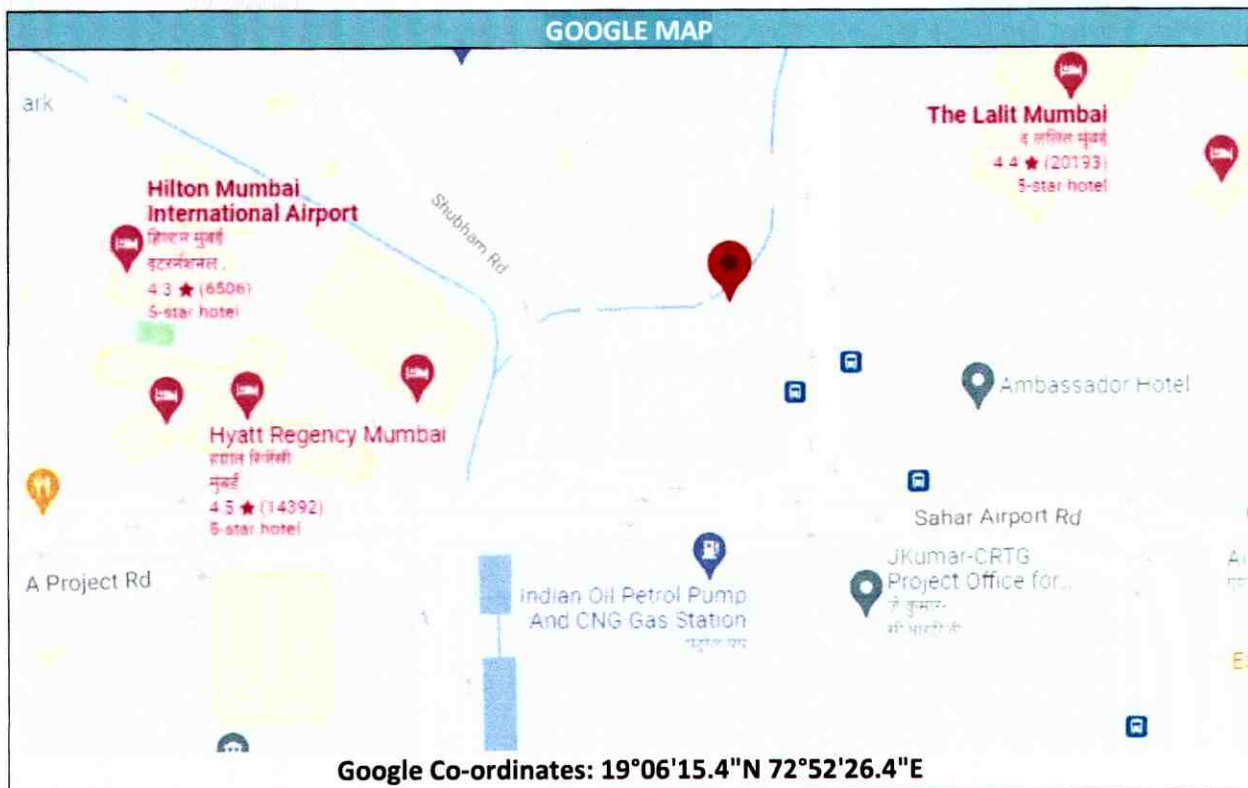 GOOGLE MAP
ark
The Lalit Mumbai
द ललित मुंबई
4.4 ★ (20193)
5-star hotel
Hilton Mumbai
International Airport
हिल्टन मुंबई
इंटरनॅशनल
4.3 ★ (6506)
5-star hotel
Shubham Rd
Ambassador Hotel
Hyatt Regency Mumbai
मुंबई
4.5 ★ (14392)
5-star hotel
Sahar Airport Rd
A Project Rd
Indian Oil Petrol Pump
And CNG Gas Station
JKumar-CRTG
Project Office for...
जे कुमार-
Google Co-ordinates: 19°06'15.4"N 72°52'26.4"E